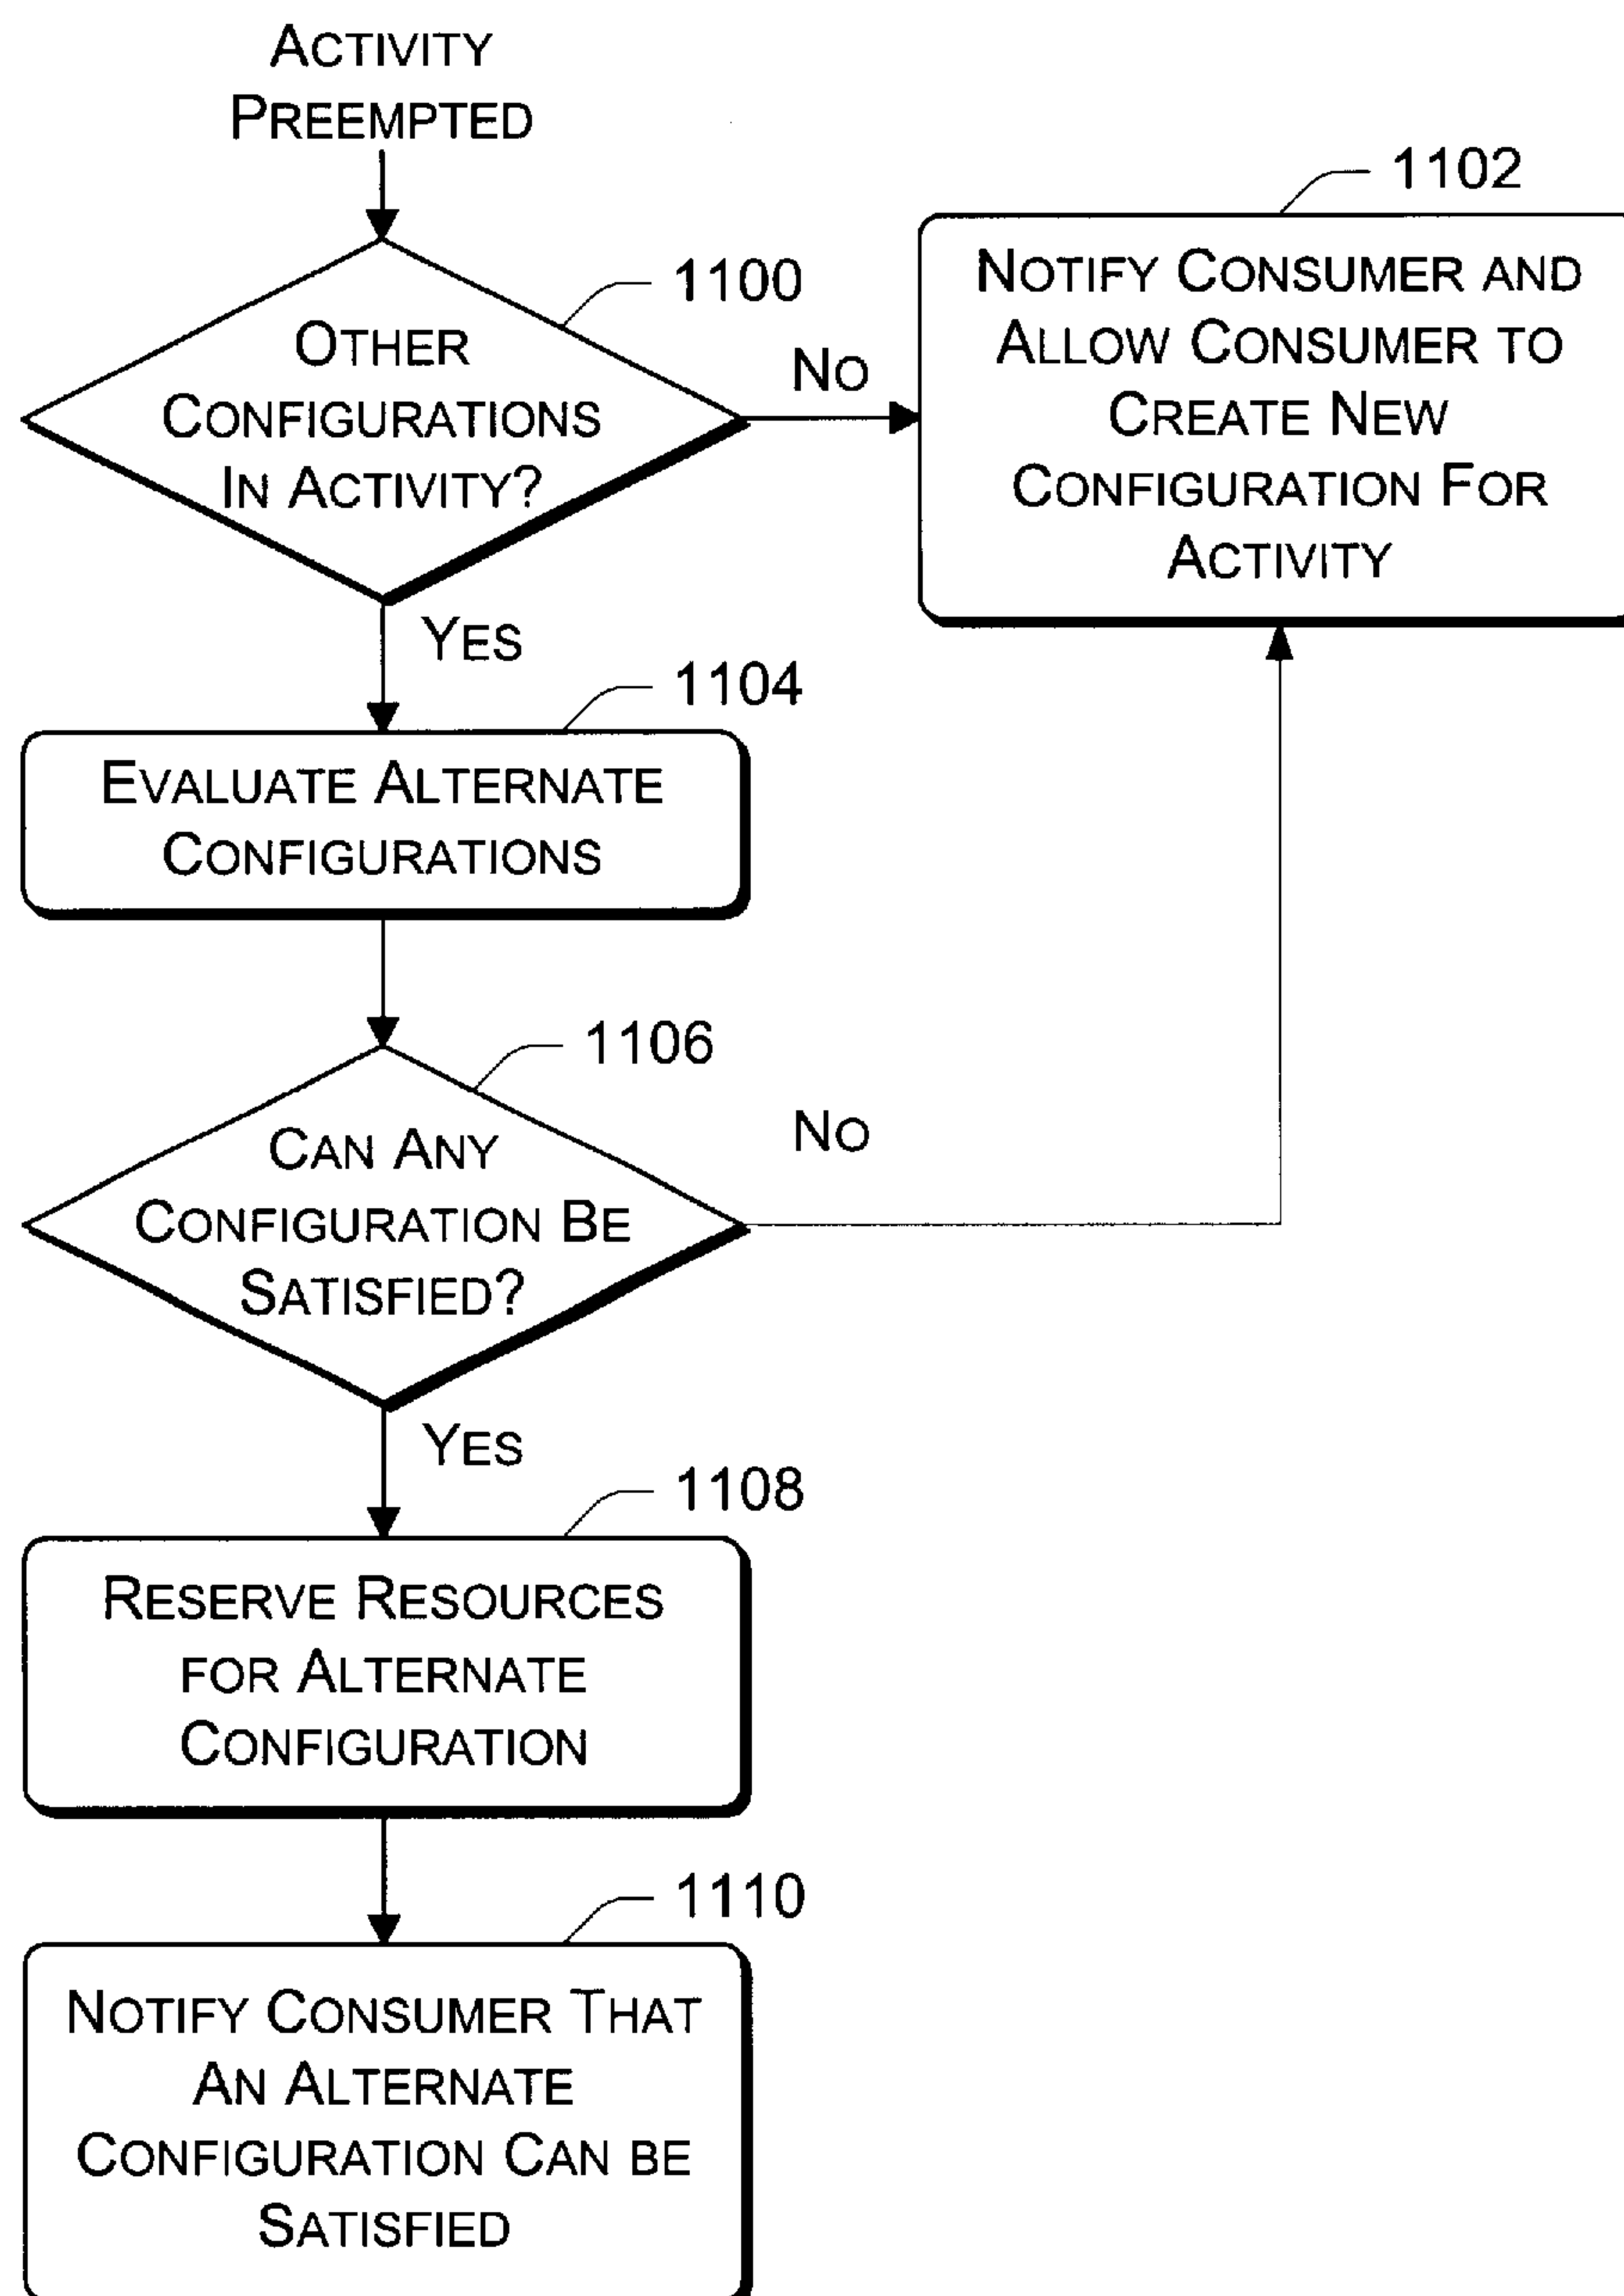 ACTIVITY
PREEMPTED
1100
OTHER
CONFIGURATIONS
IN ACTIVITY?
NO
1102
NOTIFY CONSUMER AND
ALLOW CONSUMER TO
CREATE NEW
CONFIGURATION FOR
ACTIVITY
YES
1104
EVALUATE ALTERNATE
CONFIGURATIONS
1106
CAN ANY
CONFIGURATION BE
SATISFIED?
NO
YES
1108
RESERVE RESOURCES
FOR ALTERNATE
CONFIGURATION
1110
NOTIFY CONSUMER THAT
AN ALTERNATE
CONFIGURATION CAN BE
SATISFIED